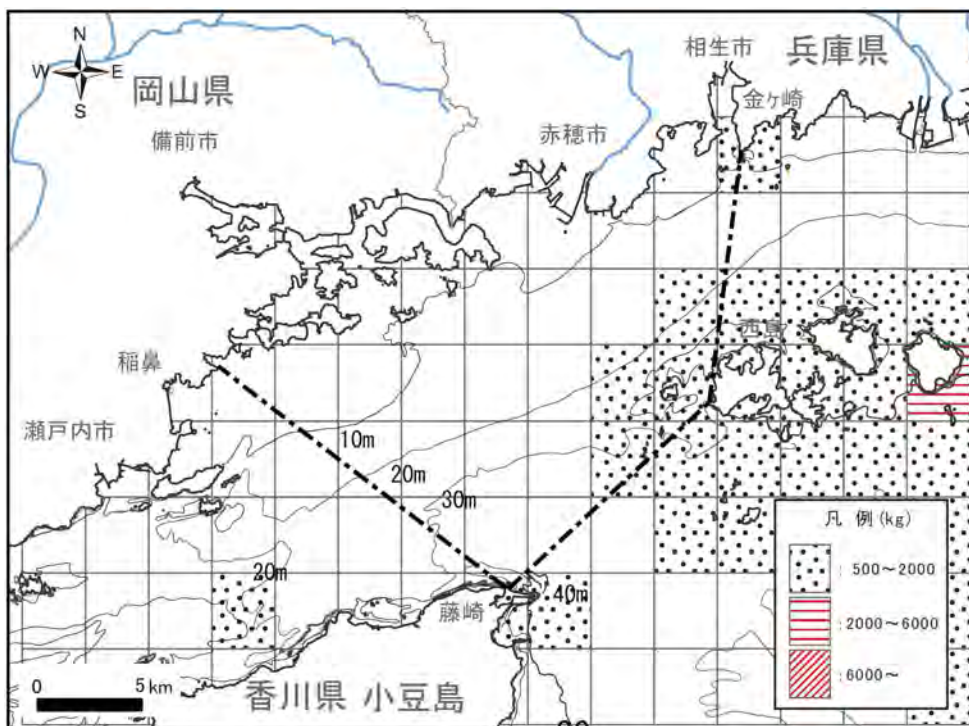 兵庫県
相生市
N
W E
S
岡山県
金ヶ崎
備前市
赤穂市
西島
稲鼻
瀬戸内市
10m
20m
30m
凡 例(kg)
:500～2000
:2000～6000
:6000～
20m
40m
藤崎
0 5km
香川県 小豆島